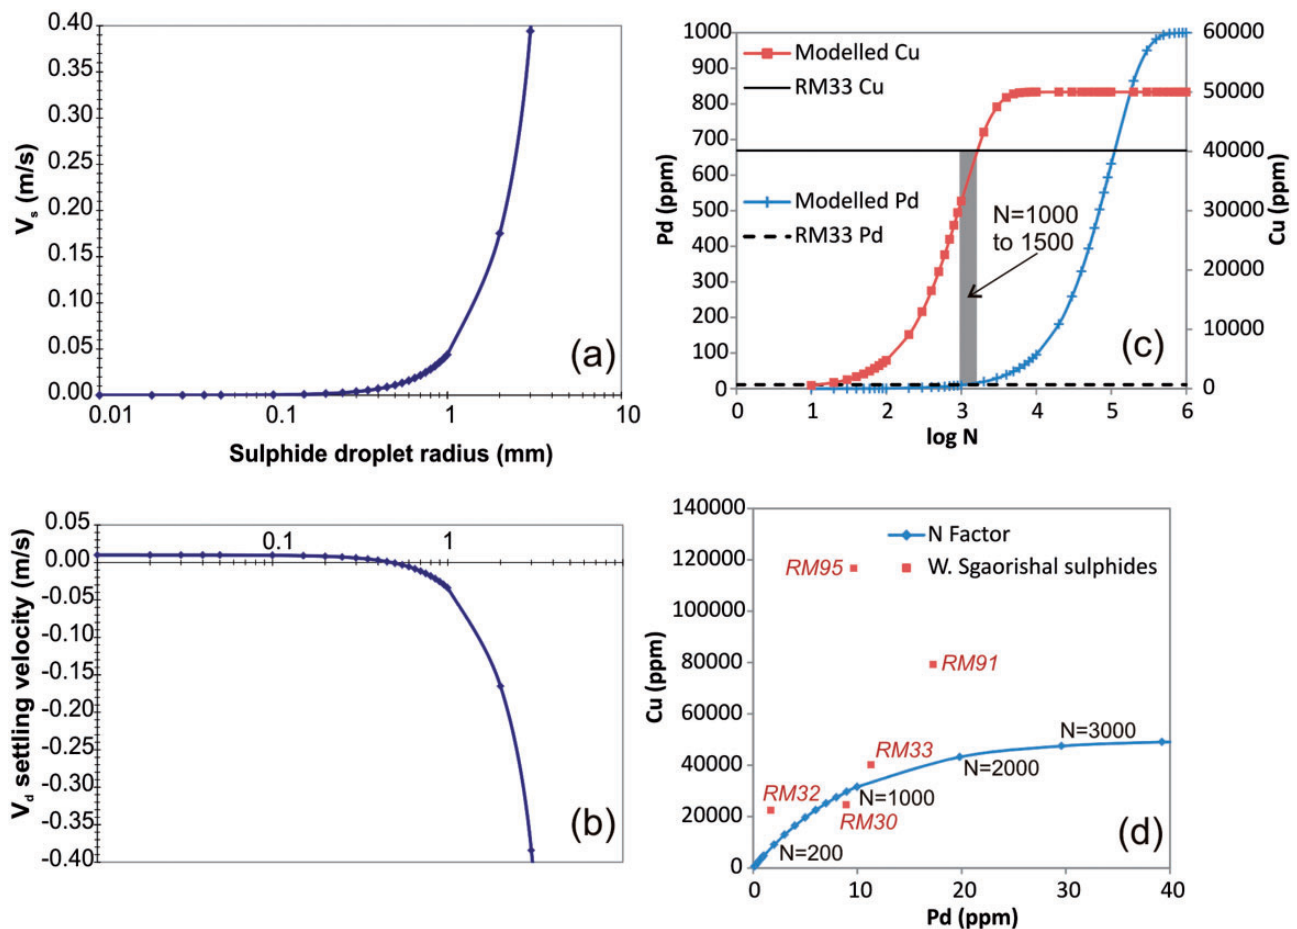 0.40
0.35
0.30
0.25
0.20
0.15
0.10
0.05
0.00
V_s (m/s)
0.01
0.1
1
10
Sulphide droplet radius (mm)
(a)
0.05
0.00
-0.05
-0.10
-0.15
-0.20
-0.25
-0.30
-0.35
-0.40
V_d settling velocity (m/s)
0.1
1
(b)
1000
900
800
700
600
500
400
300
200
100
0
Pd (ppm)
Modelled Cu
RM33 Cu
Modelled Pd
RM33 Pd
N=1000
to 1500
(c)
60000
50000
40000
30000
20000
10000
0
Cu (ppm)
0 1 2 3 4 5 6
log N
140000
120000
100000
80000
60000
40000
20000
0
Cu (ppm)
N Factor
W. Sgaorishal sulphides
RM95
RM91
RM33
N=3000
N=2000
RM32
N=1000
RM30
N=200
(d)
0 10 20 30 40
Pd (ppm)